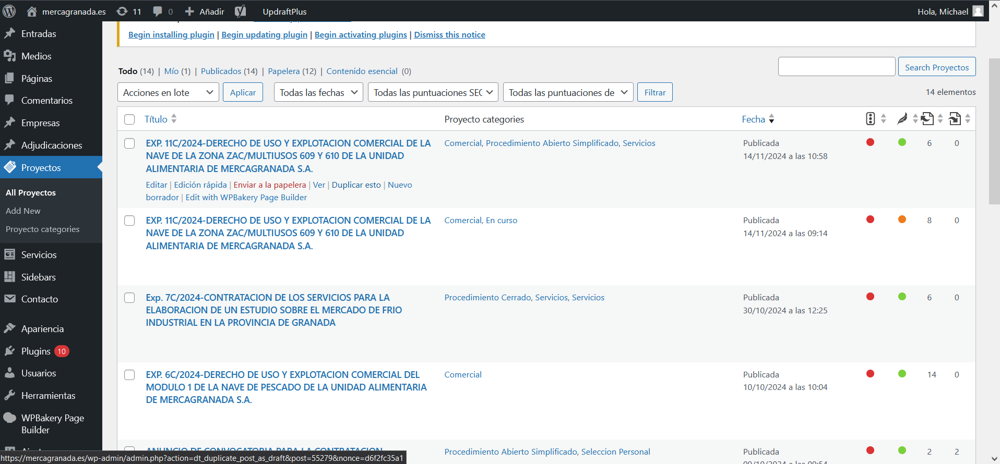 mercagranada.es 11 0 Añadir UpdraftPlus Hola, Michael
Entradas
Medios
Páginas
Comentarios
Empresas
Adjudicaciones
Proyectos
All Proyectos
Add New
Proyecto categories
Servicios
Sidebars
Contacto
Apariencia
Plugins 10
Usuarios
Herramientas
WPBakery Page
Builder
Begin installing plugin | Begin updating plugin | Begin activating plugins | Dismiss this notice
Todo (14) | Mío (1) | Publicados (14) | Papelera (12) | Contenido esencial (0)
Search Proyectos
Acciones en lote Aplicar Todas las fechas Todas las puntuaciones SEO Todas las puntuaciones de Filtrar
14 elementos
Título Proyecto categories Fecha
EXP. 11C/2024-DERECHO DE USO Y EXPLOTACION COMERCIAL DE LA
NAVE DE LA ZONA ZAC/MULTIUSOS 609 Y 610 DE LA UNIDAD
ALIMENTARIA DE MERCAGRANADA S.A.
Editar | Edición rápida | Enviar a la papelera | Ver | Duplicar esto | Nuevo
borrador | Edit with WPBakery Page Builder
Comercial, Procedimiento Abierto Simplificado, Servicios
Publicada
14/11/2024 a las 10:58
6 0
EXP. 11C/2024-DERECHO DE USO Y EXPLOTACION COMERCIAL DE LA
NAVE DE LA ZONA ZAC/MULTIUSOS 609 Y 610 DE LA UNIDAD
ALIMENTARIA DE MERCAGRANADA S.A.
Comercial, En curso
Publicada
14/11/2024 a las 09:14
8 0
Exp. 7C/2024-CONTRATACION DE LOS SERVICIOS PARA LA
ELABORACION DE UN ESTUDIO SOBRE EL MERCADO DE FRIO
INDUSTRIAL EN LA PROVINCIA DE GRANADA
Procedimiento Cerrado, Servicios, Servicios
Publicada
30/10/2024 a las 12:25
6 0
EXP. 6C/2024-DERECHO DE USO Y EXPLOTACION COMERCIAL DEL
MODULO 1 DE LA NAVE DE PESCADO DE LA UNIDAD ALIMENTARIA
DE MERCAGRANADA S.A.
Comercial
Publicada
10/10/2024 a las 10:04
14 0
ANUNCIO DE CONVOCATORIA PARA LA CONTRATACION
Procedimiento Abierto Simplificado, Seleccion Personal
Publicada
09/10/2024 a las 09:54
2 2
https://mercagranada.es/wp-admin/admin.php?action=dt_duplicate_post_as_draft&post=55279&nonce=d6f2fc35a1